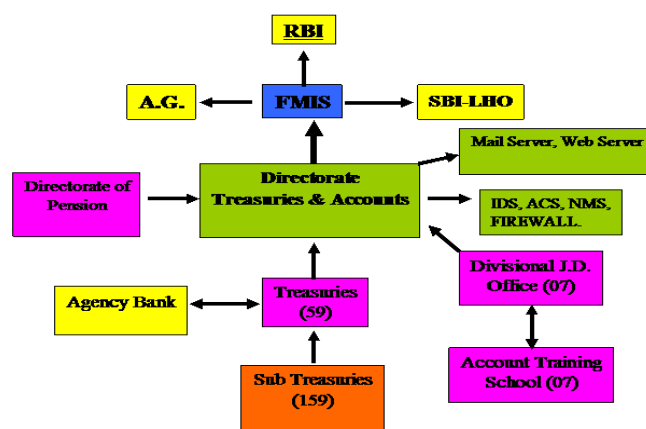 RBI
A.G.
FMIS
SBI-LHO
Mail Server, Web Server
Directorate of
Pension
Directorate
Treasuries & Accounts
IDS, ACS, NMS,
FIREWALL.
Divisional J.D.
Office (07)
Agency Bank
Treasuries
(59)
Account Training
School (07)
Sub Treasuries
(159)